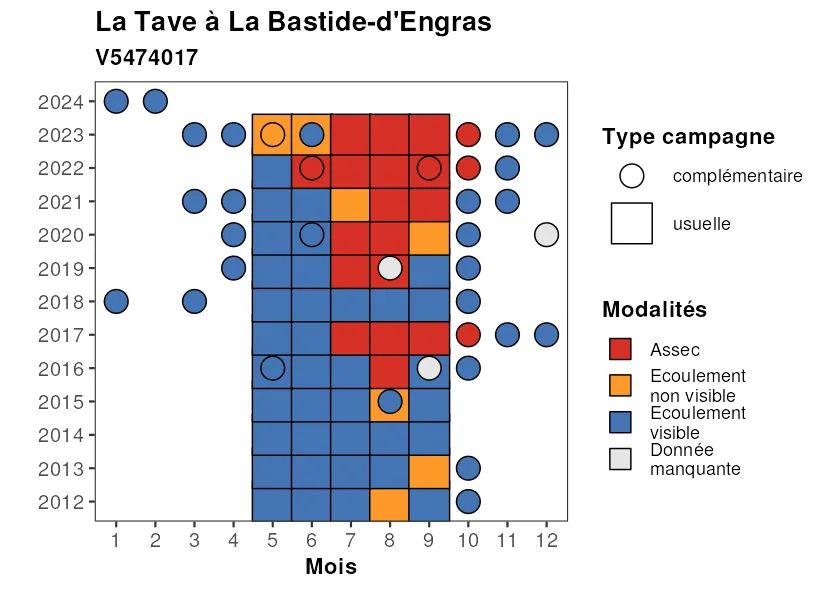 La Tave à La Bastide-d'Engras
V5474017
2024
2023
2022
2021
2020
2019
2018
2017
2016
2015
2014
2013
2012
1 2 3 4 5 6 7 8 9 10 11 12
Mois
Type campagne
complémentaire
usuelle
Modalités
Assec
Ecoulement
non visible
Ecoulement
visible
Donnée
manquante